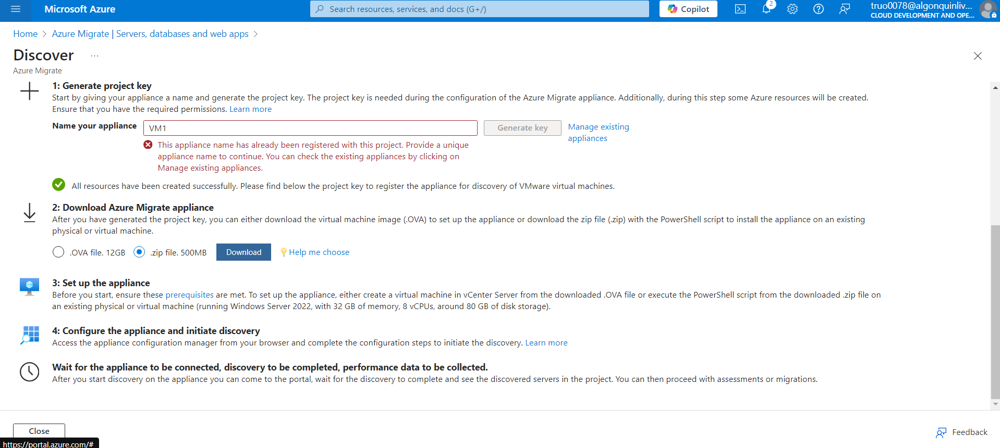 Microsoft Azure
Search resources, services, and docs (G+/)
Copilot
2
truo0078@algonquinliv...
CLOUD DEVELOPMENT AND OPE...
Home > Azure Migrate | Servers, databases and web apps >
Discover ...
Azure Migrate
1: Generate project key
Start by giving your appliance a name and generate the project key. The project key is needed during the configuration of the Azure Migrate appliance. Additionally, during this step some Azure resources will be created.
Ensure that you have the required permissions. Learn more
Name your appliance
VM1
Generate key
Manage existing
appliances
This appliance name has already been registered with this project. Provide a unique
appliance name to continue. You can check the existing appliances by clicking on
Manage existing appliances.
All resources have been created successfully. Please find below the project key to register the appliance for discovery of VMware virtual machines.
2: Download Azure Migrate appliance
After you have generated the project key, you can either download the virtual machine image (.OVA) to set up the appliance or download the zip file (.zip) with the PowerShell script to install the appliance on an existing
physical or virtual machine.
.OVA file. 12GB
.zip file. 500MB
Download
Help me choose
3: Set up the appliance
Before you start, ensure these prerequisites are met. To set up the appliance, either create a virtual machine in vCenter Server from the downloaded .OVA file or execute the PowerShell script from the downloaded .zip file on
an existing physical or virtual machine (running Windows Server 2022, with 32 GB of memory, 8 vCPUs, around 80 GB of disk storage).
4: Configure the appliance and initiate discovery
Access the appliance configuration manager from your browser and complete the configuration steps to initiate the discovery. Learn more
Wait for the appliance to be connected, discovery to be completed, performance data to be collected.
After you start discovery on the appliance you can come to the portal, wait for the discovery to complete and see the discovered servers in the project. You can then proceed with assessments or migrations.
Close
Feedback
https://portal.azure.com/#